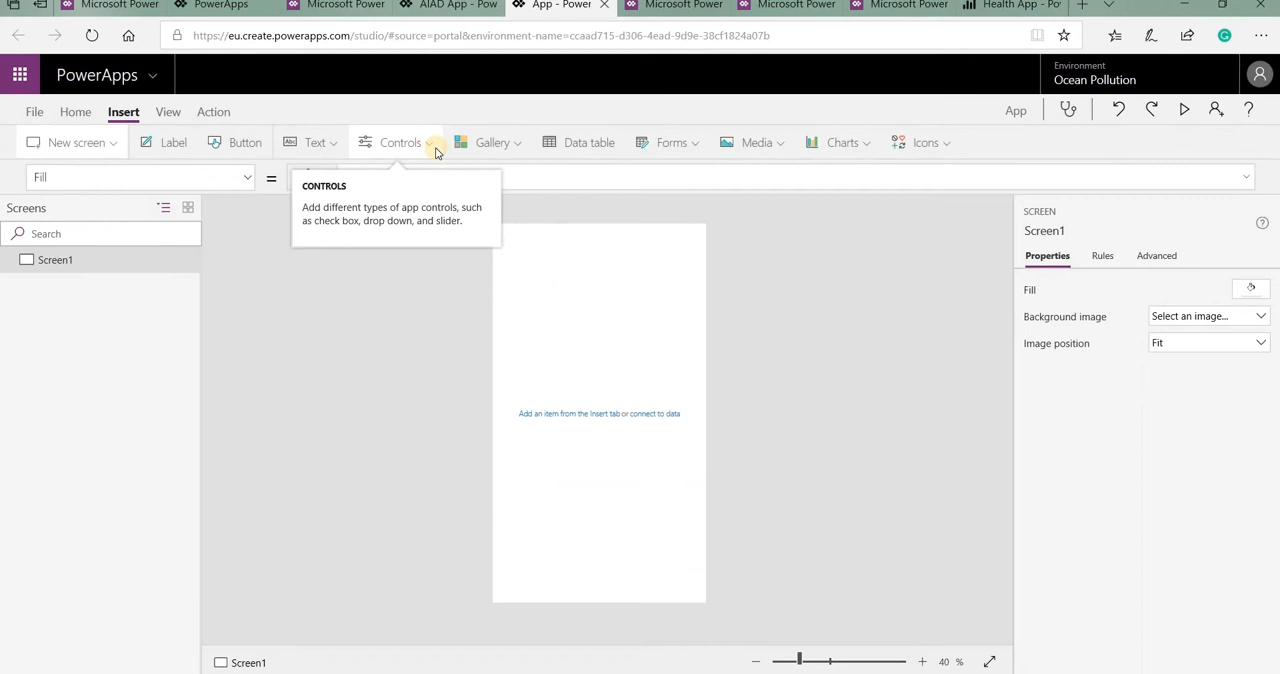 Microsoft Power
PowerApps
Microsoft Power
AIAD App - Pow
App - Power
Microsoft Power
Microsoft Power
Microsoft Power
Health App - Po
https://eu.create.powerapps.com/studio/#source=portal&environment-name=ccaad715-d306-4ead-9d9e-38cf1824a07b
PowerApps
Environment
Ocean Pollution
File Home Insert View Action
App
New screen Label Button Text Controls Gallery Data table Forms Media Charts Icons
Fill
=
CONTROLS
Add different types of app controls, such
as check box, drop down, and slider.
Screens
Search
Screen1
Add an item from the Insert tab or connect to data
SCREEN
Screen1
Properties Rules Advanced
Fill
Background image Select an image...
Image position Fit
Screen1
40 %